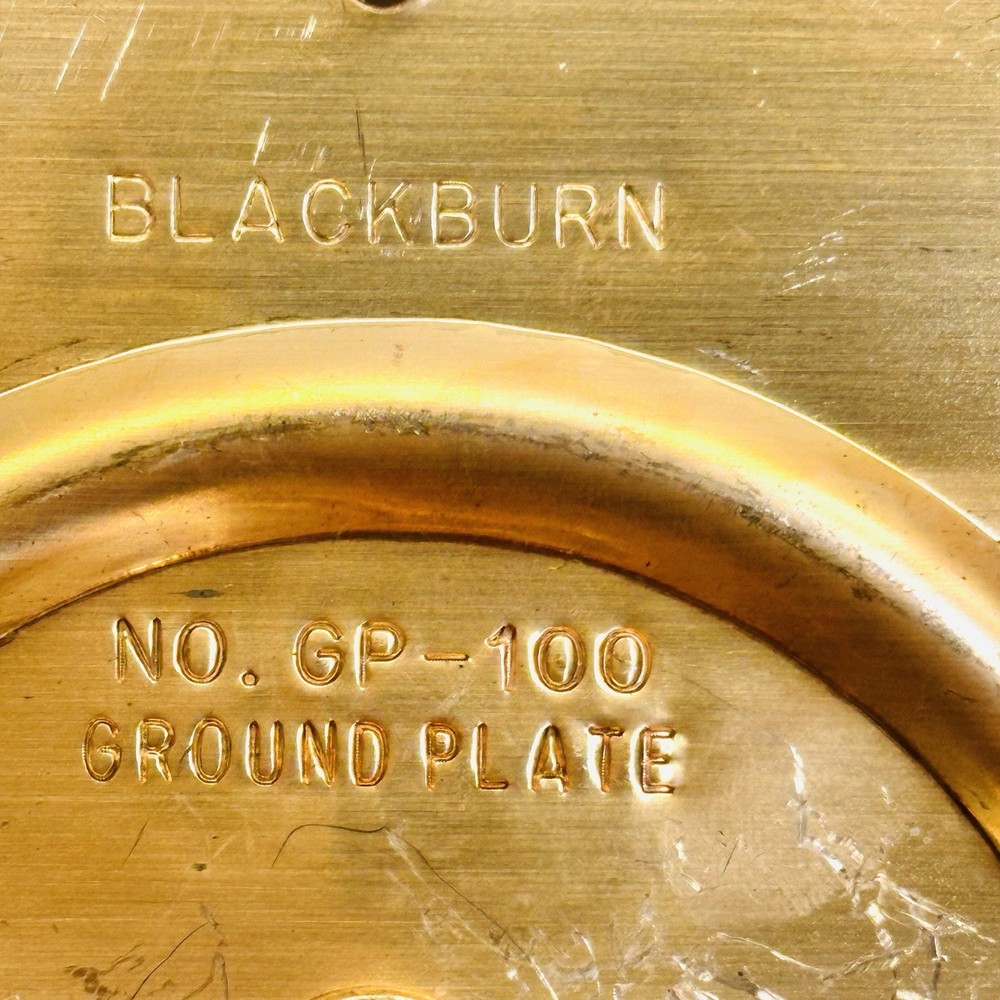 BLACKBURN
NO. GP-100
GROUND PLATE